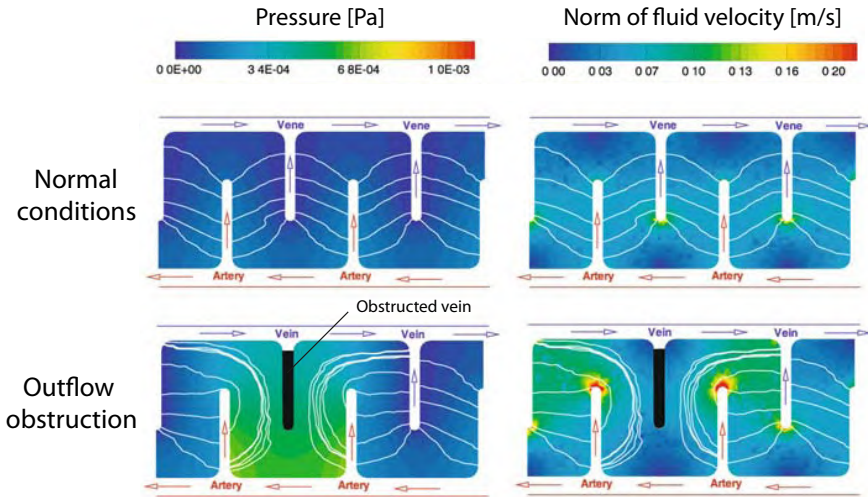 Pressure [Pa]
Norm of fluid velocity [m/s]
0 0E+00 3 4E-04 6 8E-04 1 0E-03
0 00 0 03 0 07 0 10 0 13 0 16 0 20
Vene Vene
Vene Vene
Normal
conditions
Artery Artery
Artery Artery
Obstructed vein
Vein Vein
Vein Vein
Outflow
obstruction
Artery Artery
Artery Artery